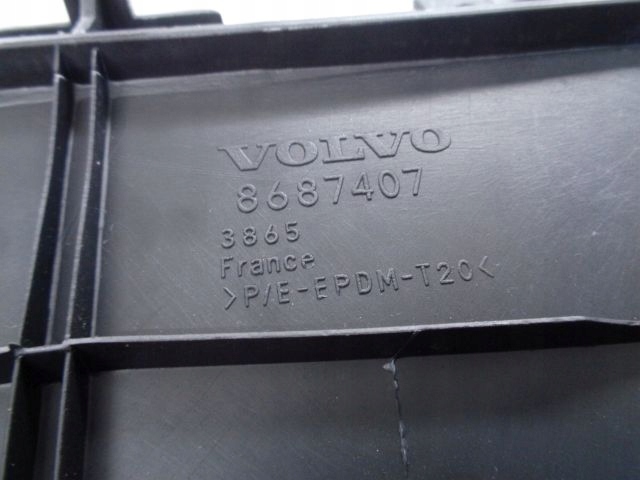 VOLVO
8687407
3865
France
>P/E-EPDM-T20<